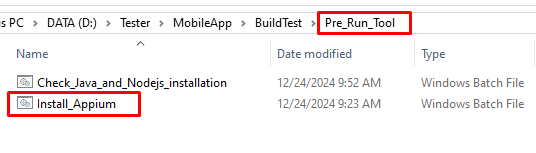 is PC > DATA (D:) > Tester > MobileApp > BuildTest > Pre_Run_Tool
Name Date modified Type
Check_Java_and_Nodejs_installation 12/24/2024 9:52 AM Windows Batch File
Install_Appium 12/24/2024 9:23 AM Windows Batch File